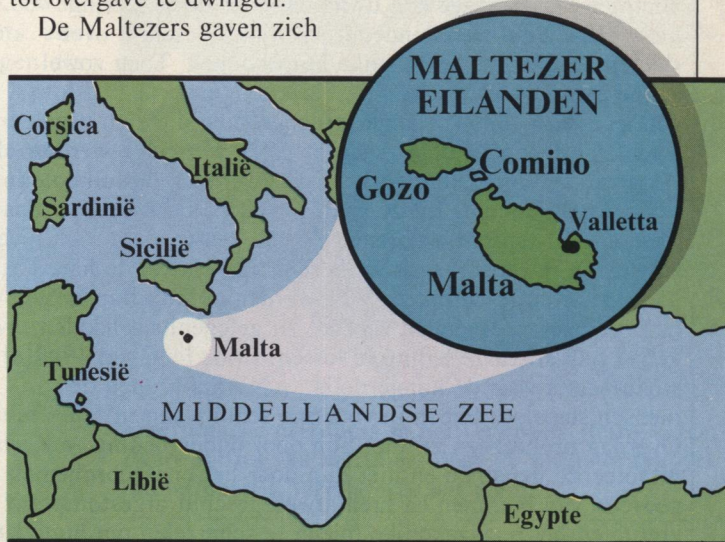 tot overgave te dwingen.
De Maltezers gaven zich
MALTEZER
EILANDEN
Corsica
Italië
Comino
Gozo
Sardinië
Valletta
Sicilië
Malta
Malta
Tunesië
MIDDELLANDSE ZEE
Libië
Egypte